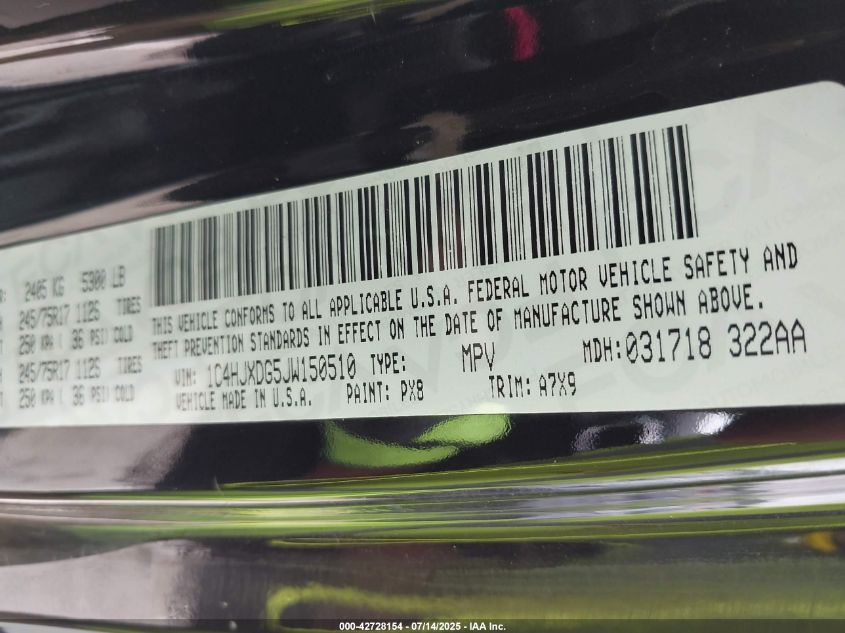 2405 KG 5300 LB
245/75R17 112S TIRES
250 KPA ( 36 PSI) COLD
245/75R17 112S TIRES
250 KPA ( 36 PSI) COLD
THIS VEHICLE CONFORMS TO ALL APPLICABLE U.S.A. FEDERAL MOTOR VEHICLE SAFETY AND
THEFT PREVENTION STANDARDS IN EFFECT ON THE DATE OF MANUFACTURE SHOWN ABOVE.
VIN: 1C4HJXDG5JW150510 TYPE: MPV MDH: 031718 322AA
VEHICLE MADE IN U.S.A. PAINT: PX8 TRIM: A7X9
000-42728154 - 07/14/2025 - IAA Inc.